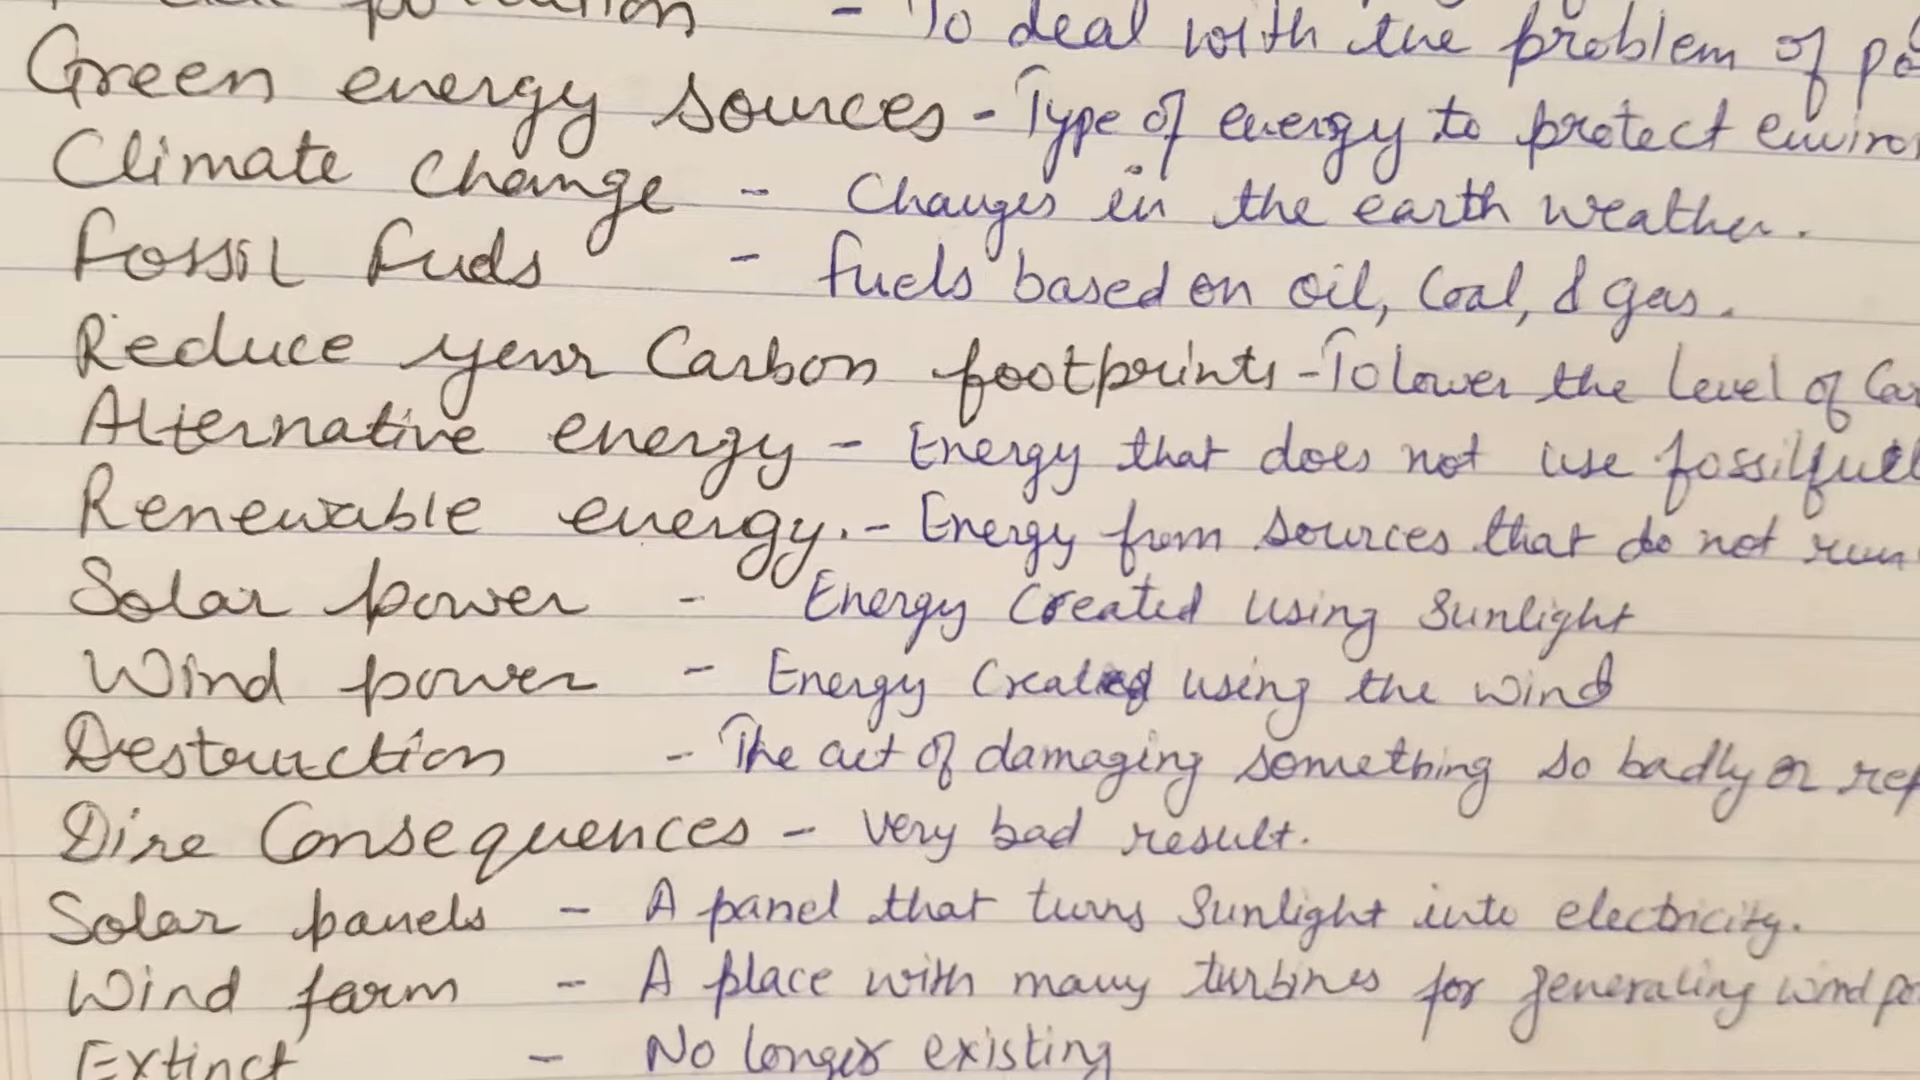 - To deal with the problem of
Green energy sources - Type of energy to protect
Climate change - Changes in the earth weather.
Fossil fuels - fuels based on oil, Coal, & gas.
Reduce your Carbon footprints - To lower the level of
Alternative energy - Energy that does not use fossilfuel
Renewable energy. - Energy from sources that do not run
Solar power - Energy Created using Sunlight
Wind power - Energy Created using the wind
Destruction - The act of damaging something so badly or
Dire Consequences - very bad result.
Solar panels - A panel that turns Sunlight into electricity.
Wind farm - A place with many turbines for generating wind
Extinct - No longer existing